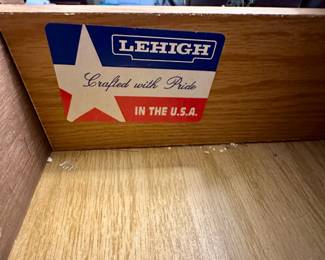 LEHIGH
Crafted with Pride
IN THE U.S.A.